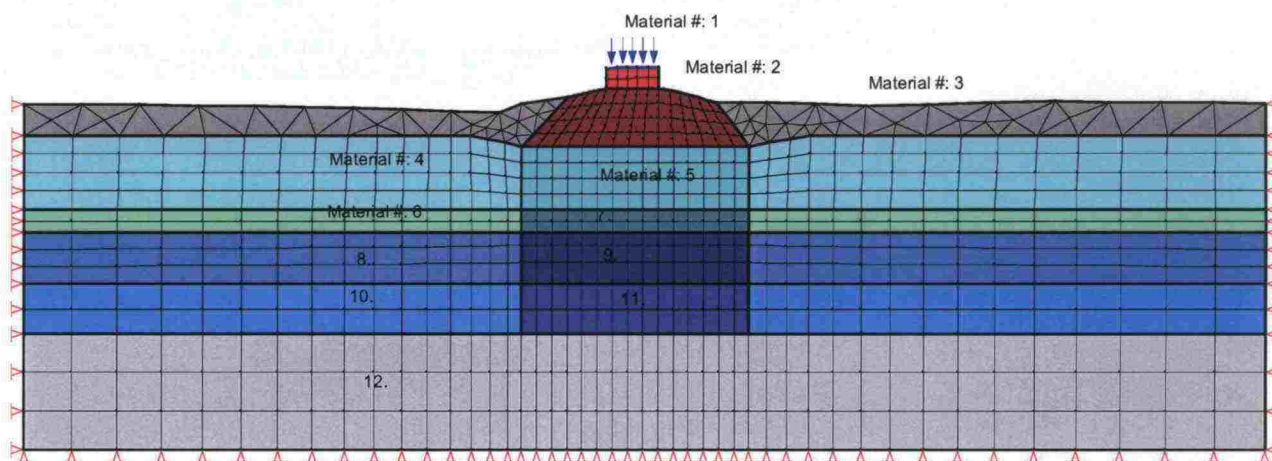 Material #: 1
Material #: 2
Material #: 3
Material #: 4
Material #: 5
Material #: 6
7.
8.
9.
10.
11.
12.